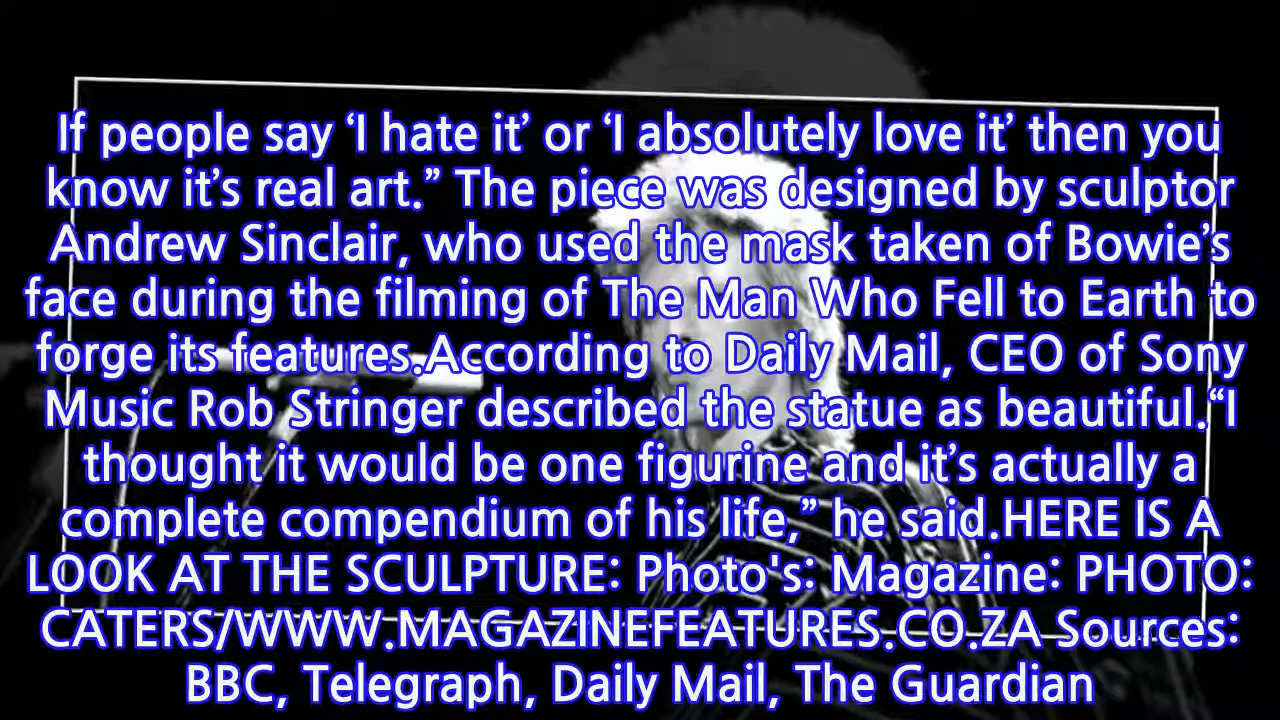 If people say ‘I hate it’ or ‘I absolutely love it’ then you
know it’s real art.” The piece was designed by sculptor
Andrew Sinclair, who used the mask taken of Bowie’s
face during the filming of The Man Who Fell to Earth to
forge its features.According to Daily Mail, CEO of Sony
Music Rob Stringer described the statue as beautiful.“I
thought it would be one figurine and it’s actually a
complete compendium of his life,” he said.HERE IS A
LOOK AT THE SCULPTURE: Photo's: Magazine: PHOTO:
CATERS/WWW.MAGAZINEFEATURES.CO.ZA Sources:
BBC, Telegraph, Daily Mail, The Guardian